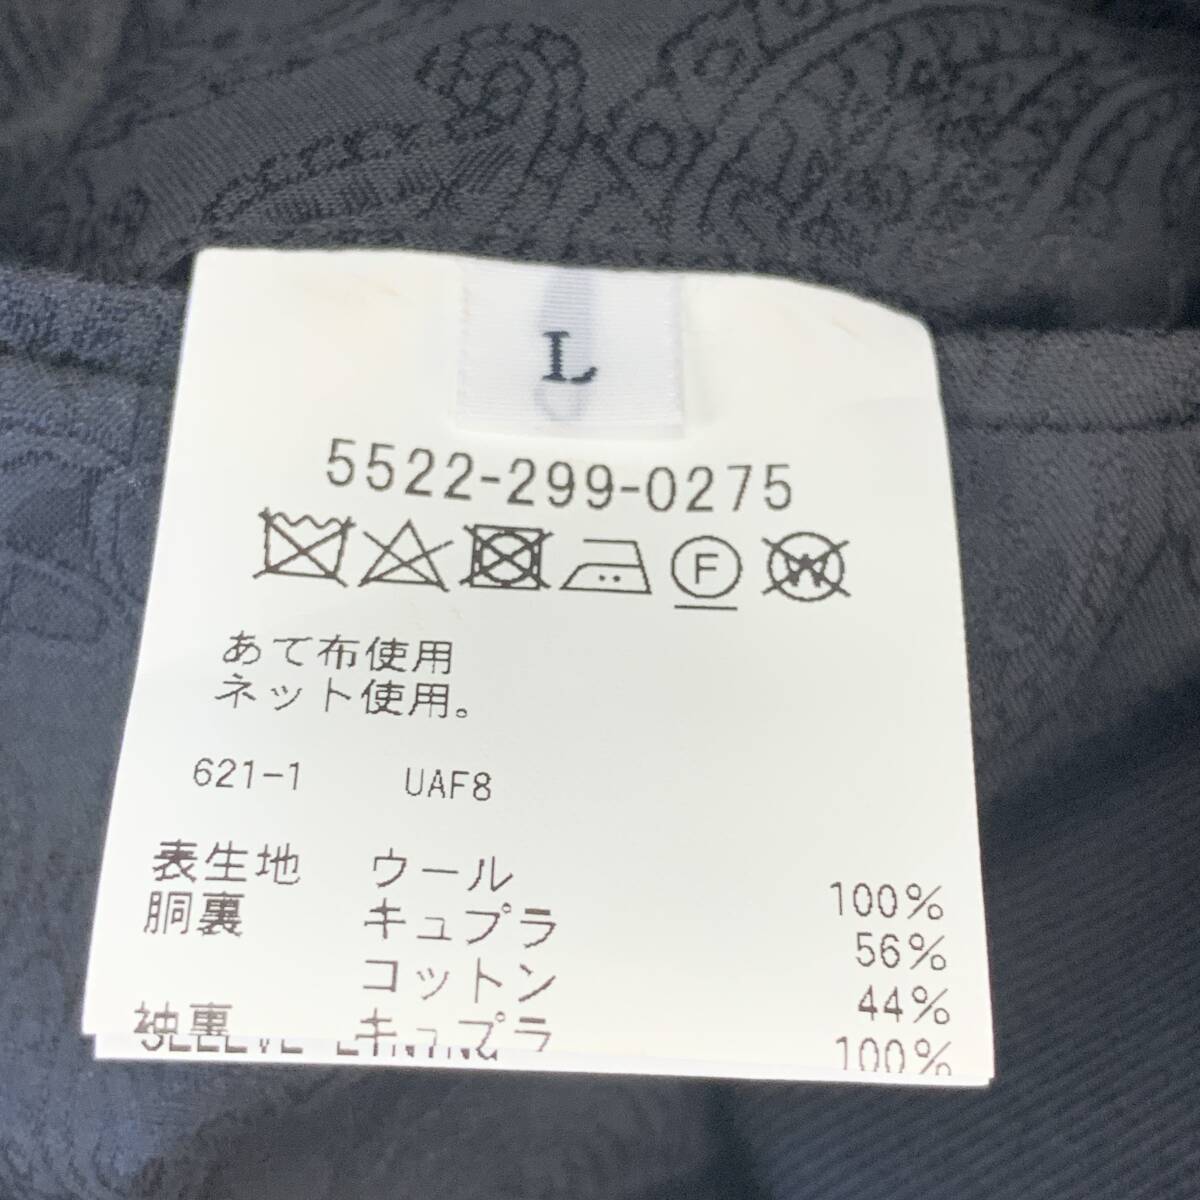 L
5522-299-0275
F W
あて布使用
ネット使用。
621-1 UAF8
表生地 ウール 100%
胴裏 キュプラ 56%
コットン 44%
袖裏 キュプラ 100%
SLEEVE LINING